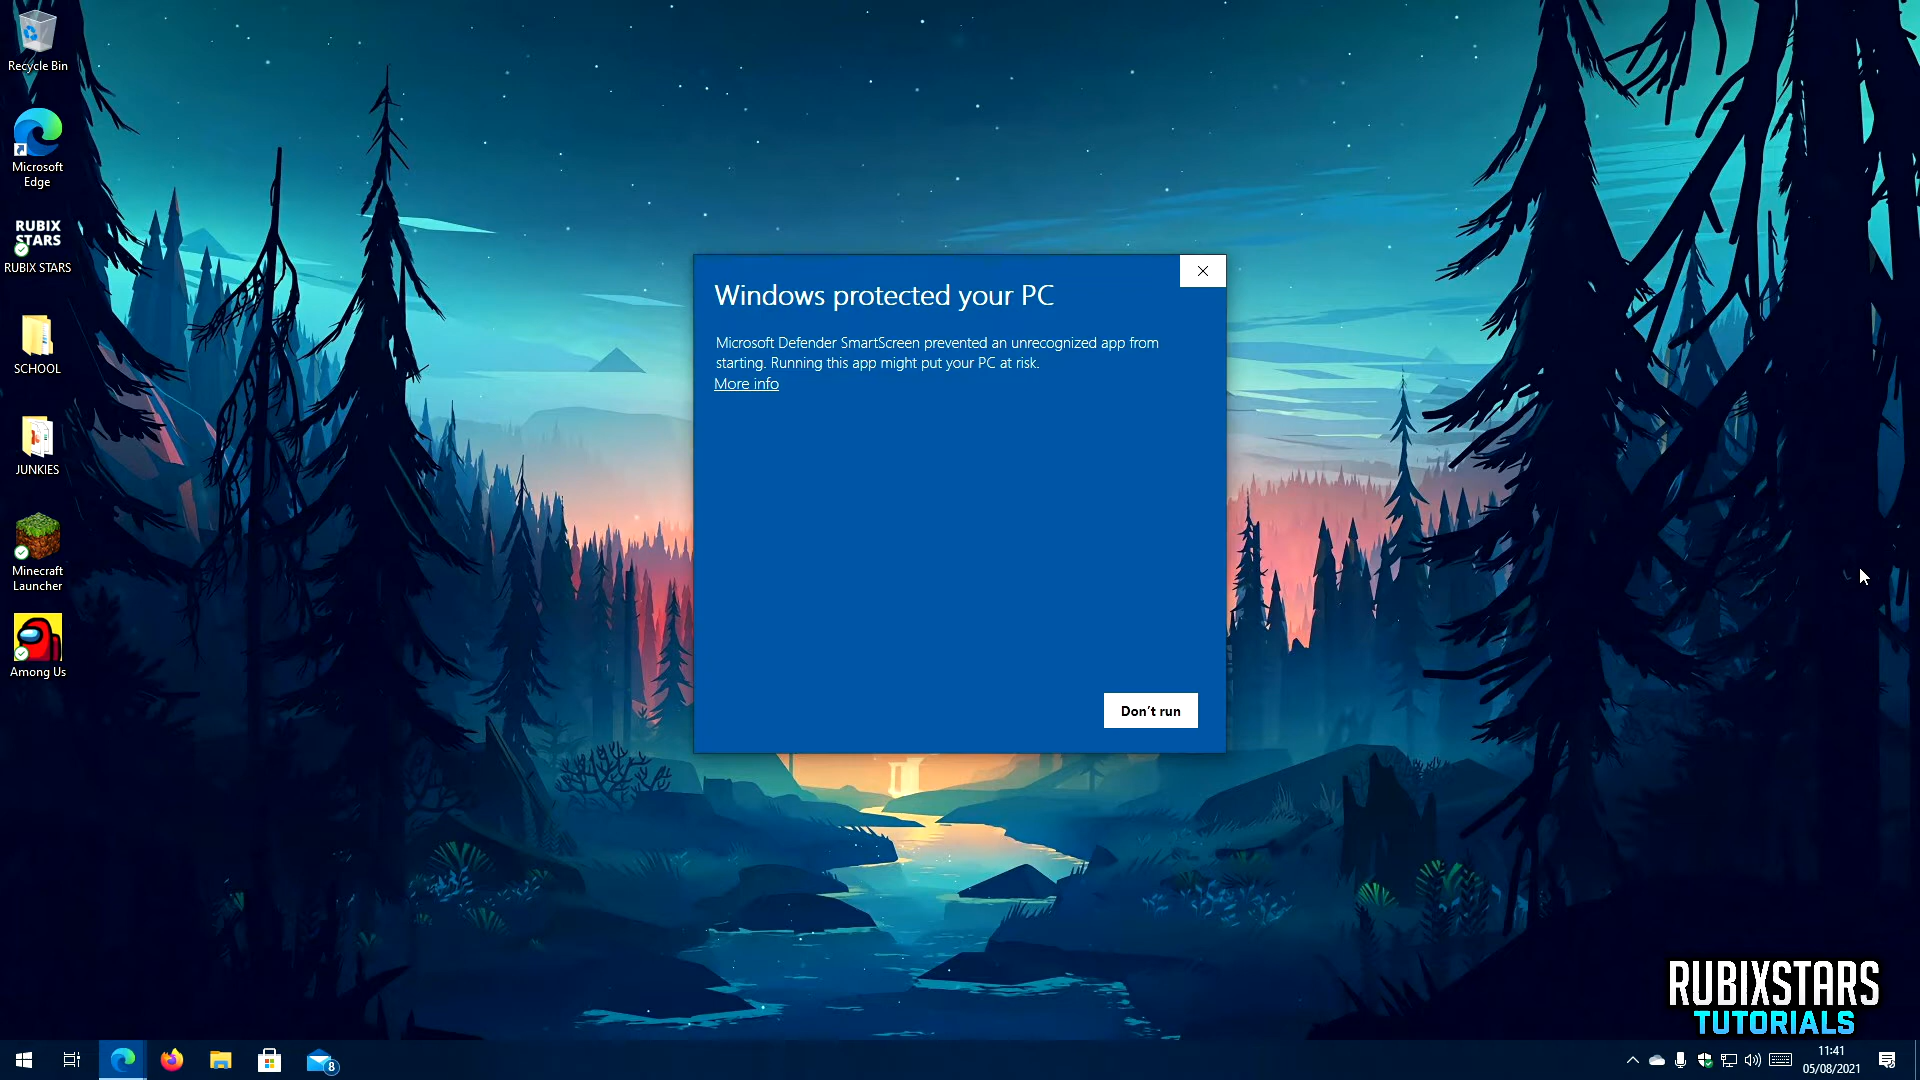 Recycle Bin
Microsoft
Edge
RUBIX
STARS
RUBIX STARS
SCHOOL
JUNKIES
Minecraft
Launcher
Among Us
Windows protected your PC
Microsoft Defender SmartScreen prevented an unrecognized app from
starting. Running this app might put your PC at risk.
More info
Don't run
RUBIXSTARS
TUTORIALS
8
11:41
05/08/2021